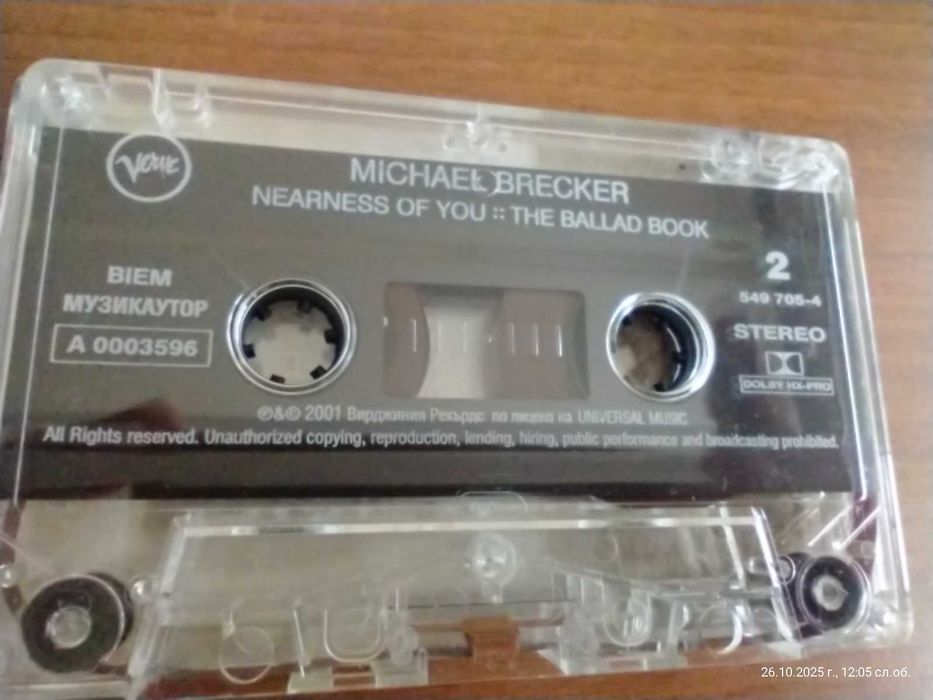 Verve
MICHAEL BRECKER
NEARNESS OF YOU :: THE BALLAD BOOK
BIEM
МУЗИКАУТОР
A 0003596
2
549 705-4
STEREO
DOLBY HX-PRO
℗&© 2001 Вирджиния Рекърдс по лиценз на UNIVERSAL MUSIC
All Rights reserved. Unauthorized copying, reproduction, lending, hiring, public performance and broadcasting prohibited.
26.10.2025 г., 12:05 сл.об.